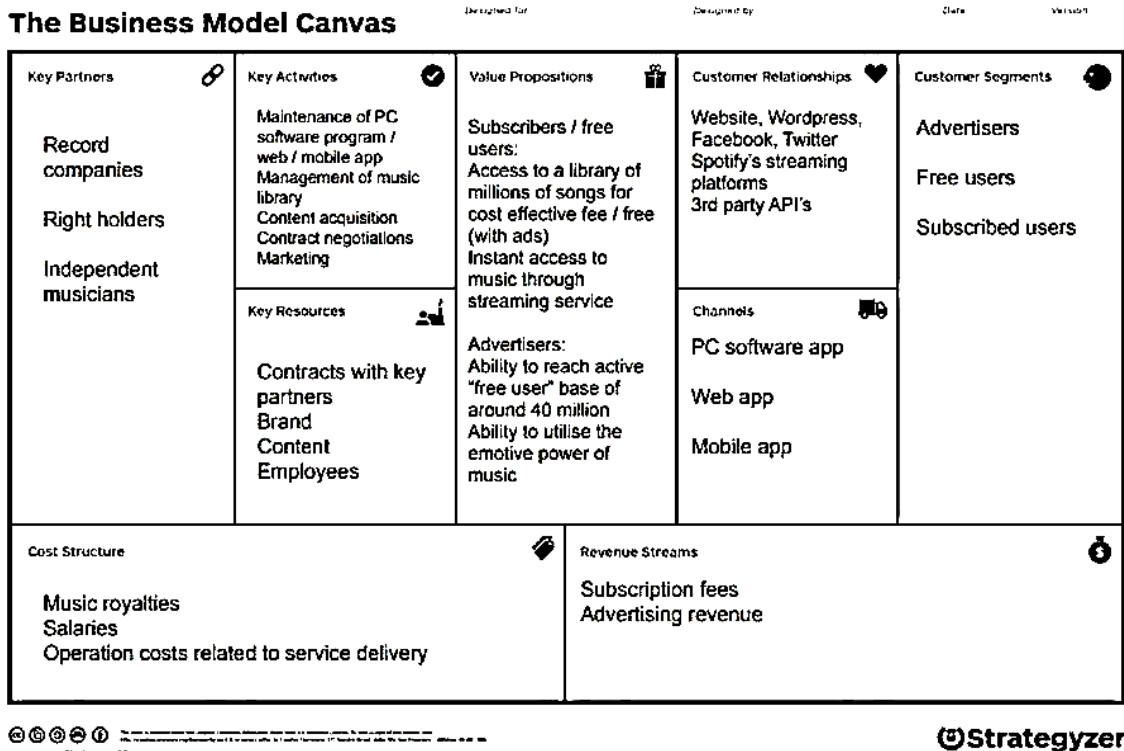 The Business Model Canvas
Designed for
Designed by
Date
Version
Key Partners
Record
companies
Right holders
Independent
musicians
Key Activities
Maintenance of PC
software program /
web / mobile app
Management of music
library
Content acquisition
Contract negotiations
Marketing
Key Resources
Contracts with key
partners
Brand
Content
Employees
Value Propositions
Subscribers / free
users:
Access to a library of
millions of songs for
cost effective fee / free
(with ads)
Instant access to
music through
streaming service
Advertisers:
Ability to reach active
"free user" base of
around 40 million
Ability to utilise the
emotive power of
music
Customer Relationships
Website, Wordpress,
Facebook, Twitter
Spotify's streaming
platforms
3rd party API's
Channels
PC software app
Web app
Mobile app
Customer Segments
Advertisers
Free users
Subscribed users
Cost Structure
Music royalties
Salaries
Operation costs related to service delivery
Revenue Streams
Subscription fees
Advertising revenue
Strategyzer